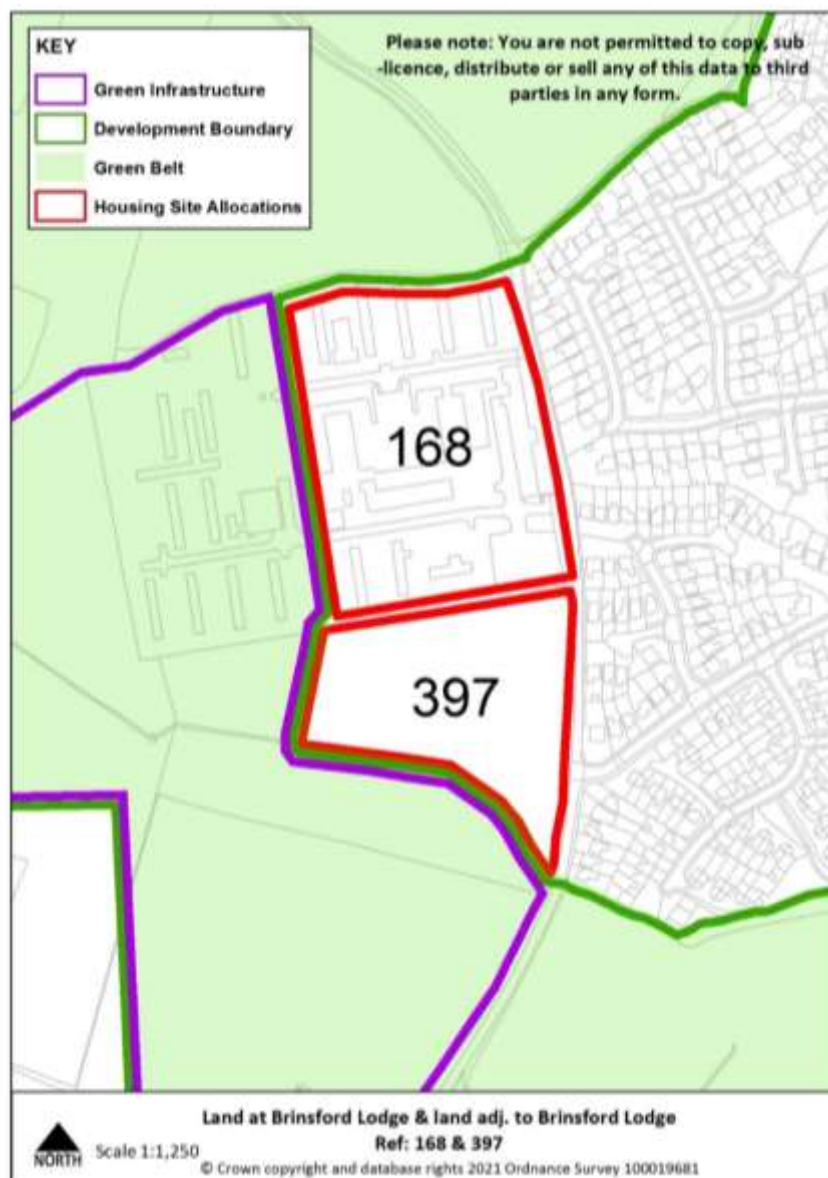 KEY
Green Infrastructure
Development Boundary
Green Belt
Housing Site Allocations
Please note: You are not permitted to copy, sub
-licence, distribute or sell any of this data to third
parties in any form.
168
397
Land at Brinsford Lodge & land adj. to Brinsford Lodge
Ref: 168 & 397
NORTH
Scale 1:1,250
© Crown copyright and database rights 2021 Ordnance Survey 100019681